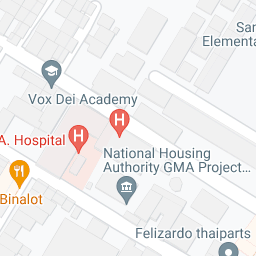 San
Elementa
Vox Dei Academy
H
A. Hospital
H
National Housing
Authority GMA Project...
Binalot
Felizardo thaiparts